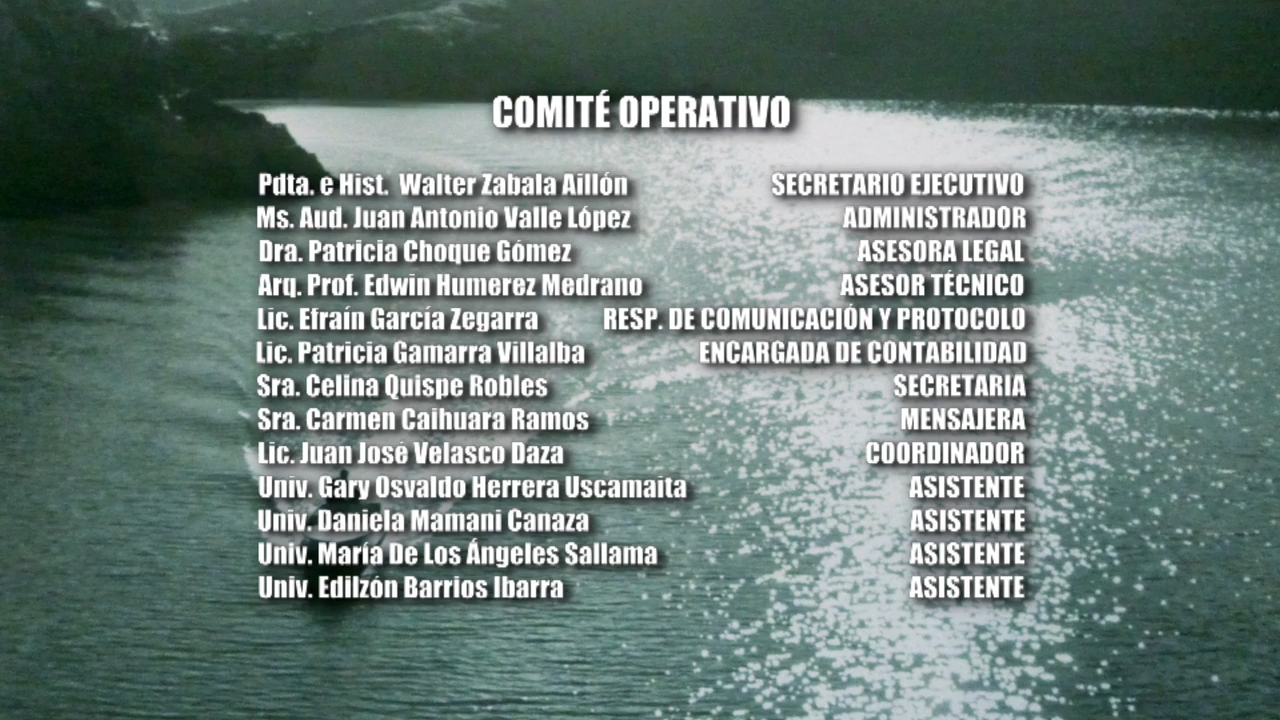 COMITÉ OPERATIVO
Pdta. e Hist. Walter Zabala Aillón SECRETARIO EJECUTIVO
Ms. Aud. Juan Antonio Valle López ADMINISTRADOR
Dra. Patricia Choque Gómez ASESORA LEGAL
Arq. Prof. Edwin Humerez Medrano ASESOR TÉCNICO
Lic. Efraín García Zegarra RESP. DE COMUNICACIÓN Y PROTOCOLO
Lic. Patricia Gamarra Villalba ENCARGADA DE CONTABILIDAD
Sra. Celina Quispe Robles SECRETARIA
Sra. Carmen Caihuara Ramos MENSAJERA
Lic. Juan José Velasco Daza COORDINADOR
Univ. Gary Osvaldo Herrera Uscamaita ASISTENTE
Univ. Daniela Mamani Canaza ASISTENTE
Univ. María De Los Ángeles Sallama ASISTENTE
Univ. Edilzón Barrios Ibarra ASISTENTE